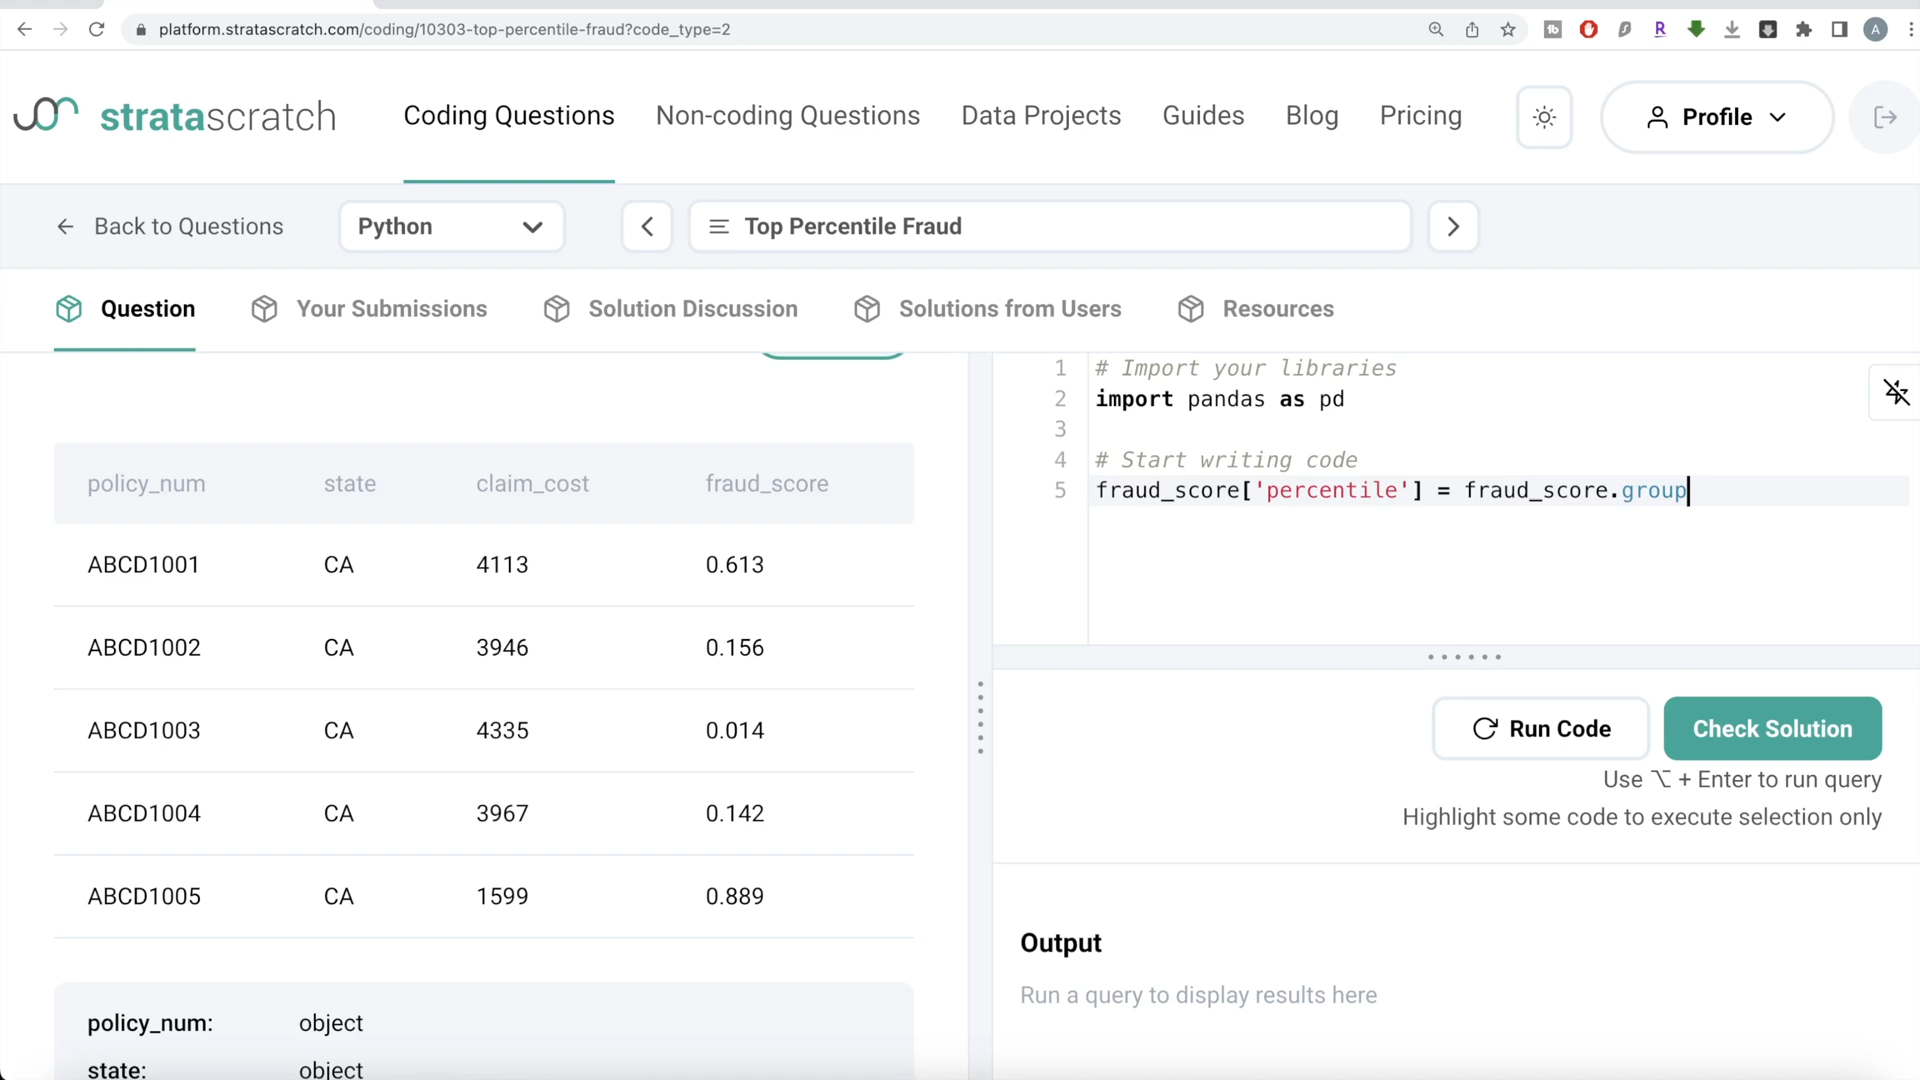 platform.stratascratch.com/coding/10303-top-percentile-fraud?code_type=2
tb
R
A
stratascratch
Coding Questions
Non-coding Questions
Data Projects
Guides
Blog
Pricing
Profile
Back to Questions
Python
Top Percentile Fraud
Question
Your Submissions
Solution Discussion
Solutions from Users
Resources
policy_num state claim_cost fraud_score
ABCD1001 CA 4113 0.613
ABCD1002 CA 3946 0.156
ABCD1003 CA 4335 0.014
ABCD1004 CA 3967 0.142
ABCD1005 CA 1599 0.889
policy_num: object
state: object
1 # Import your libraries
2 import pandas as pd
3
4 # Start writing code
5 fraud_score['percentile'] = fraud_score.group
Run Code
Check Solution
Use ⌥ + Enter to run query
Highlight some code to execute selection only
Output
Run a query to display results here